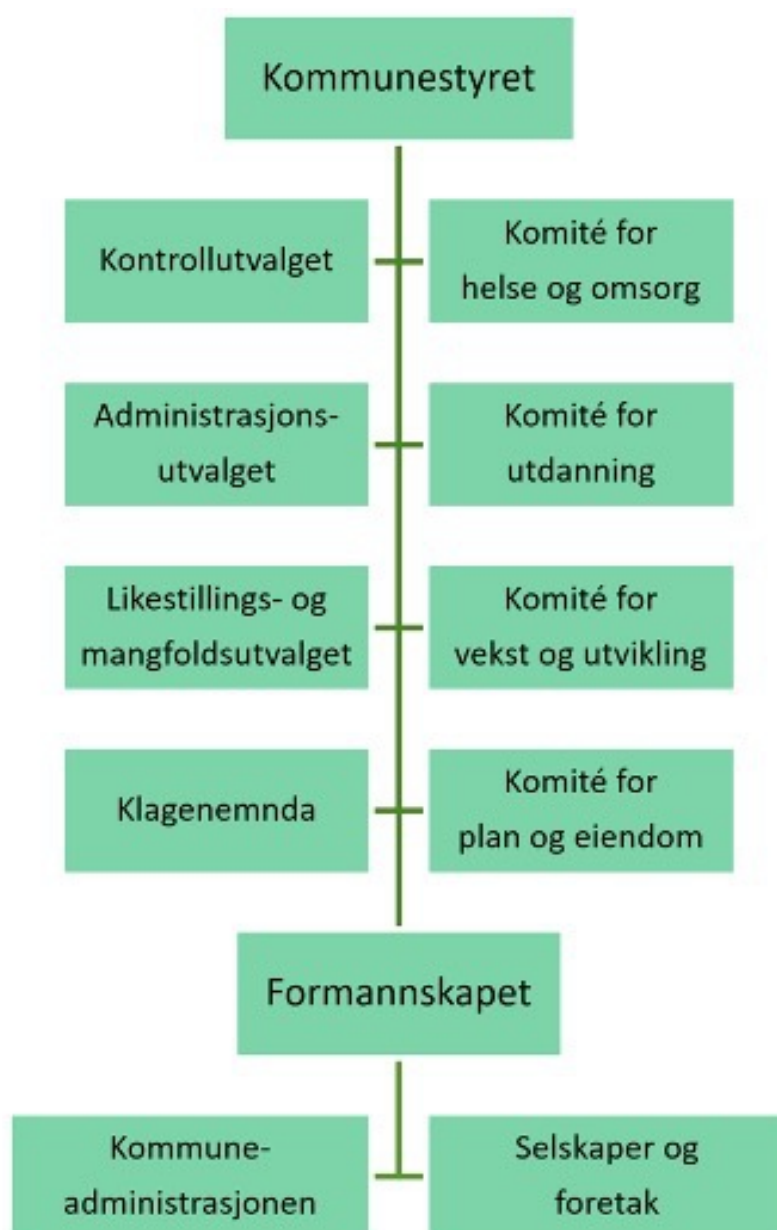 Kommunestyret
Kontrollutvalget
Komité for
helse og omsorg
Administrasjons-
utvalget
Komité for
utdanning
Likestillings- og
mangfoldsutvalget
Komité for
vekst og utvikling
Klagenemnda
Komité for
plan og eiendom
Formannskapet
Kommune-
administrasjonen
Selskaper og
foretak